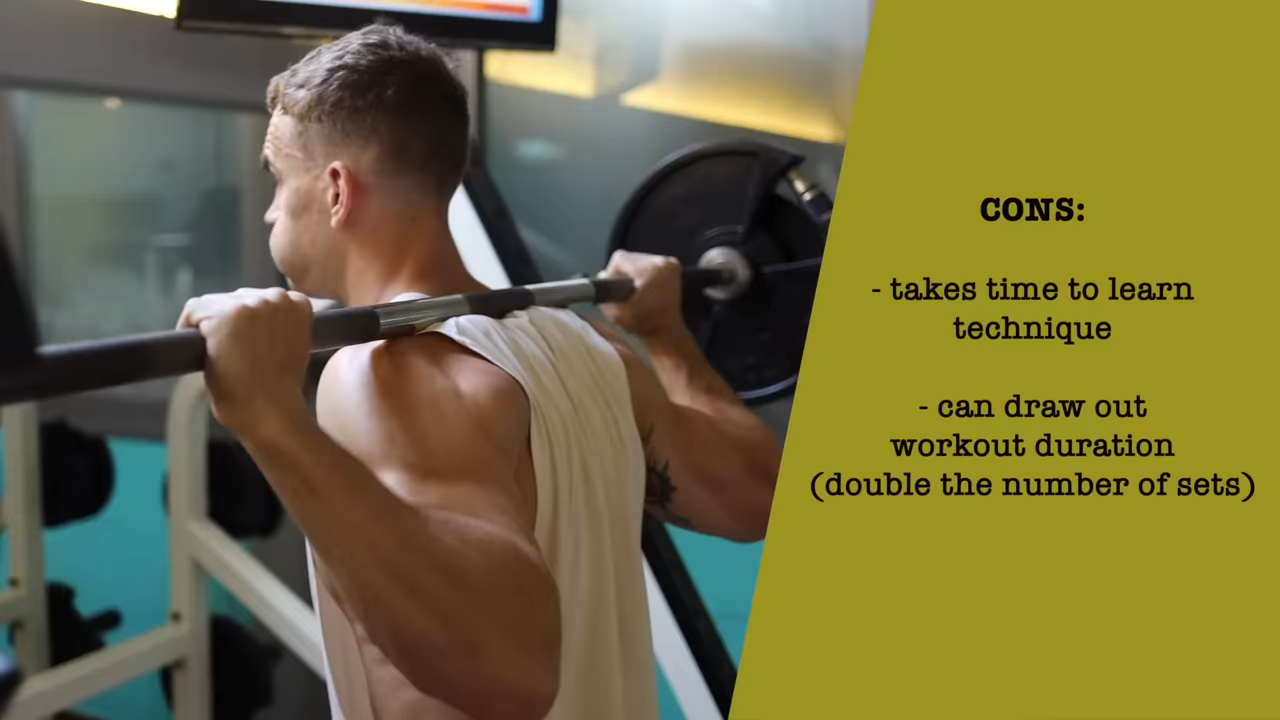 CONS:
- takes time to learn
technique
- can draw out
workout duration
(double the number of sets)